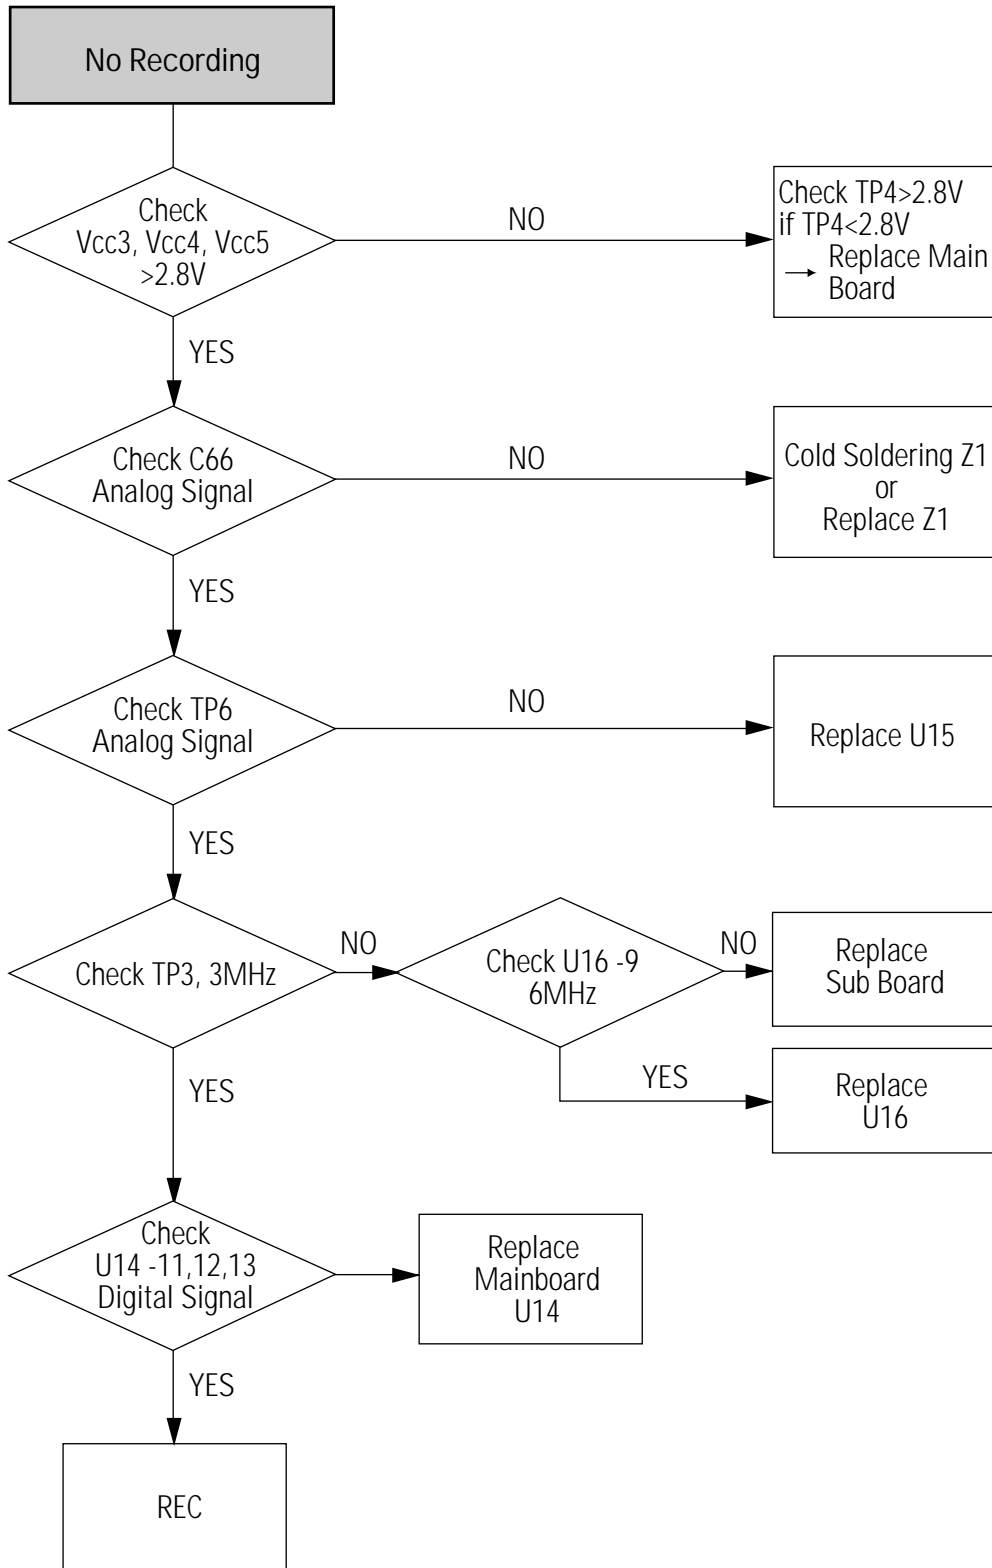 No Recording
Check
Vcc3, Vcc4, Vcc5
>2.8V
NO
Check TP4>2.8V
if TP4<2.8V
→ Replace Main
Board
YES
Check C66
Analog Signal
NO
Cold Soldering Z1
or
Replace Z1
YES
Check TP6
Analog Signal
NO
Replace U15
YES
Check TP3, 3MHz
NO
Check U16 -9
6MHz
NO
Replace
Sub Board
YES
Replace
U16
YES
Check
U14 -11,12,13
Digital Signal
Replace
Mainboard
U14
YES
REC